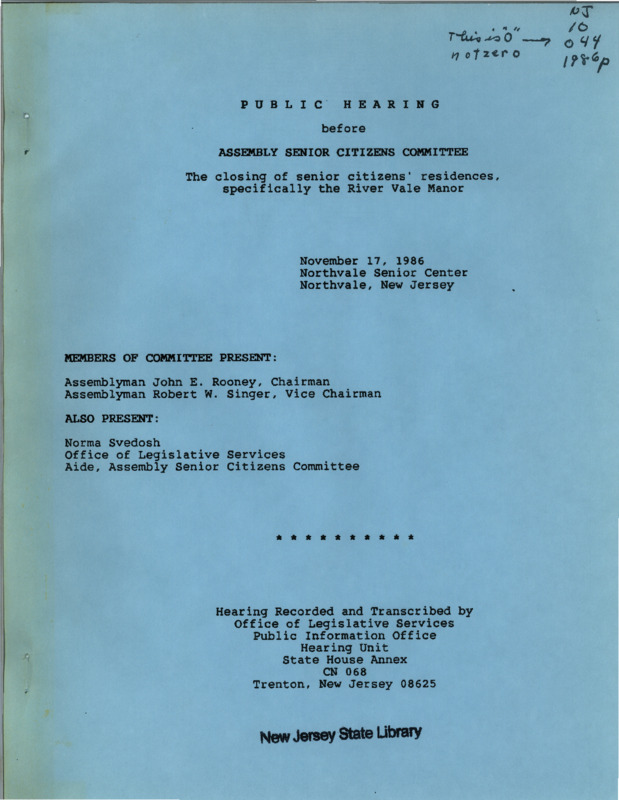 NJ
10
This is "O" → 044
not zero 1986p
PUBLIC HEARING
before
ASSEMBLY SENIOR CITIZENS COMMITTEE
The closing of senior citizens' residences,
specifically the River Vale Manor
November 17, 1986
Northvale Senior Center
Northvale, New Jersey
MEMBERS OF COMMITTEE PRESENT:
Assemblyman John E. Rooney, Chairman
Assemblyman Robert W. Singer, Vice Chairman
ALSO PRESENT:
Norma Svedosh
Office of Legislative Services
Aide, Assembly Senior Citizens Committee
* * * * * * * * * *
Hearing Recorded and Transcribed by
Office of Legislative Services
Public Information Office
Hearing Unit
State House Annex
CN 068
Trenton, New Jersey 08625
New Jersey State Library